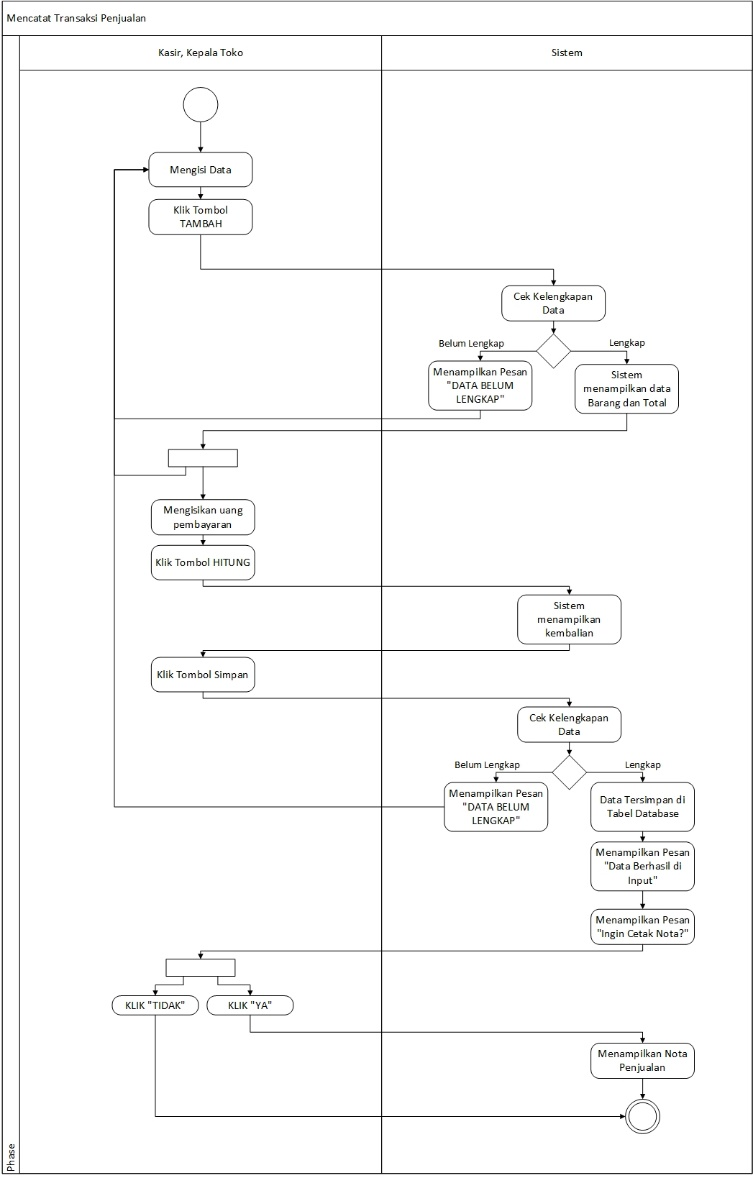 Mencatat Transaksi Penjualan
Kasir, Kepala Toko
Sistem
Mengisi Data
Klik Tombol
TAMBAH
Cek Kelengkapan
Data
Belum Lengkap
Lengkap
Menampilkan Pesan
"DATA BELUM
LENGKAP"
Sistem
menampilkan data
Barang dan Total
Mengisikan uang
pembayaran
Klik Tombol HITUNG
Sistem
menampilkan
kembalian
Klik Tombol Simpan
Cek Kelengkapan
Data
Belum Lengkap
Lengkap
Menampilkan Pesan
"DATA BELUM
LENGKAP"
Data Tersimpan di
Tabel Database
Menampilkan Pesan
"Data Berhasil di
Input"
Menampilkan Pesan
"Ingin Cetak Nota?"
KLIK "TIDAK"
KLIK "YA"
Menampilkan Nota
Penjualan
Phase